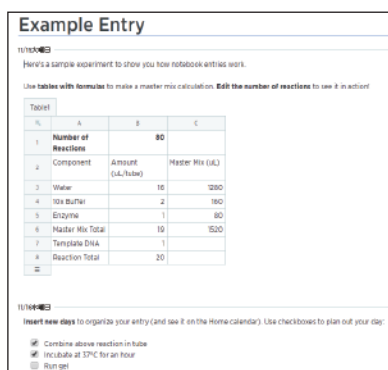 Example Entry
Here's a sample experiment to show you how notebook entries work.
Use tables with formulas to make a master mix calculation. Edit the number of reactions to see it in action!
Table1
A B C
1 Number of Reactions 80
2 Component Amount (uL/tube) Master Mix (uL)
3 Water 16 1280
4 10x Buffer 2 160
5 Enzyme 1 80
6 Master Mix Total 19 1520
7 Template DNA 1
8 Reaction Total 20
Insert new days to organize your entry (and see it on the Home calendar). Use checkboxes to plan out your day:
Combine above reaction in tube
Incubate at 37°C for an hour
Run gel